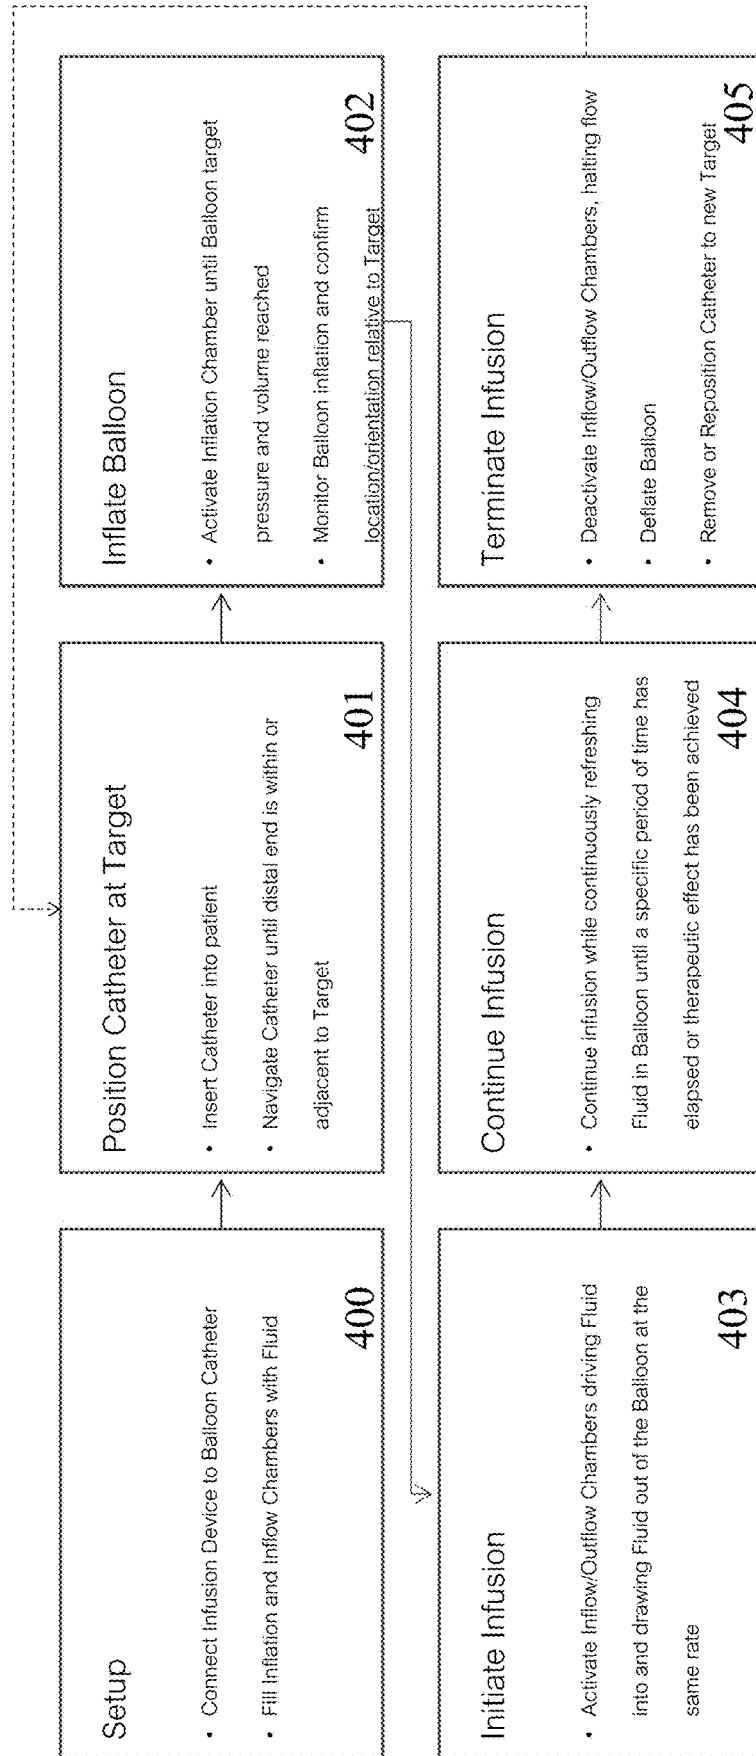 Setup
• Connect Infusion Device to Balloon Catheter
• Fill Inflation and Inflow Chambers with Fluid
400
Position Catheter at Target
• Insert Catheter into patient
• Navigate Catheter until distal end is within or
adjacent to Target
401
Inflate Balloon
• Activate Inflation Chamber until Balloon target
pressure and volume reached
• Monitor Balloon inflation and confirm
location/orientation relative to Target
402
Initiate Infusion
• Activate Inflow/Outflow Chambers driving Fluid
into and drawing Fluid out of the Balloon at the
same rate
403
Continue Infusion
• Continue infusion while continuously refreshing
Fluid in Balloon until a specific period of time has
elapsed or therapeutic effect has been achieved
404
Terminate Infusion
• Deactivate Inflow/Outflow Chambers, halting flow
• Deflate Balloon
• Remove or Reposition Catheter to new Target
405